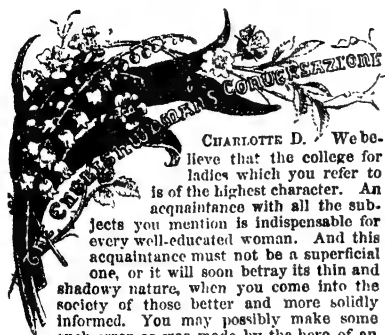 THE ENGLISHWOMAN'S CONVERSAZIONE
CHARLOTTE D. We be-
lieve that the college for
ladies which you refer to
is of the highest character. An
acquaintance with all the sub-
jects you mention is indispensable for
every well-educated woman. And this
acquaintance must not be a superficial
one, or it will soon betray its thin and
shadowy nature, when you come into the
society of those better and more solidly
informed. You may possibly make some